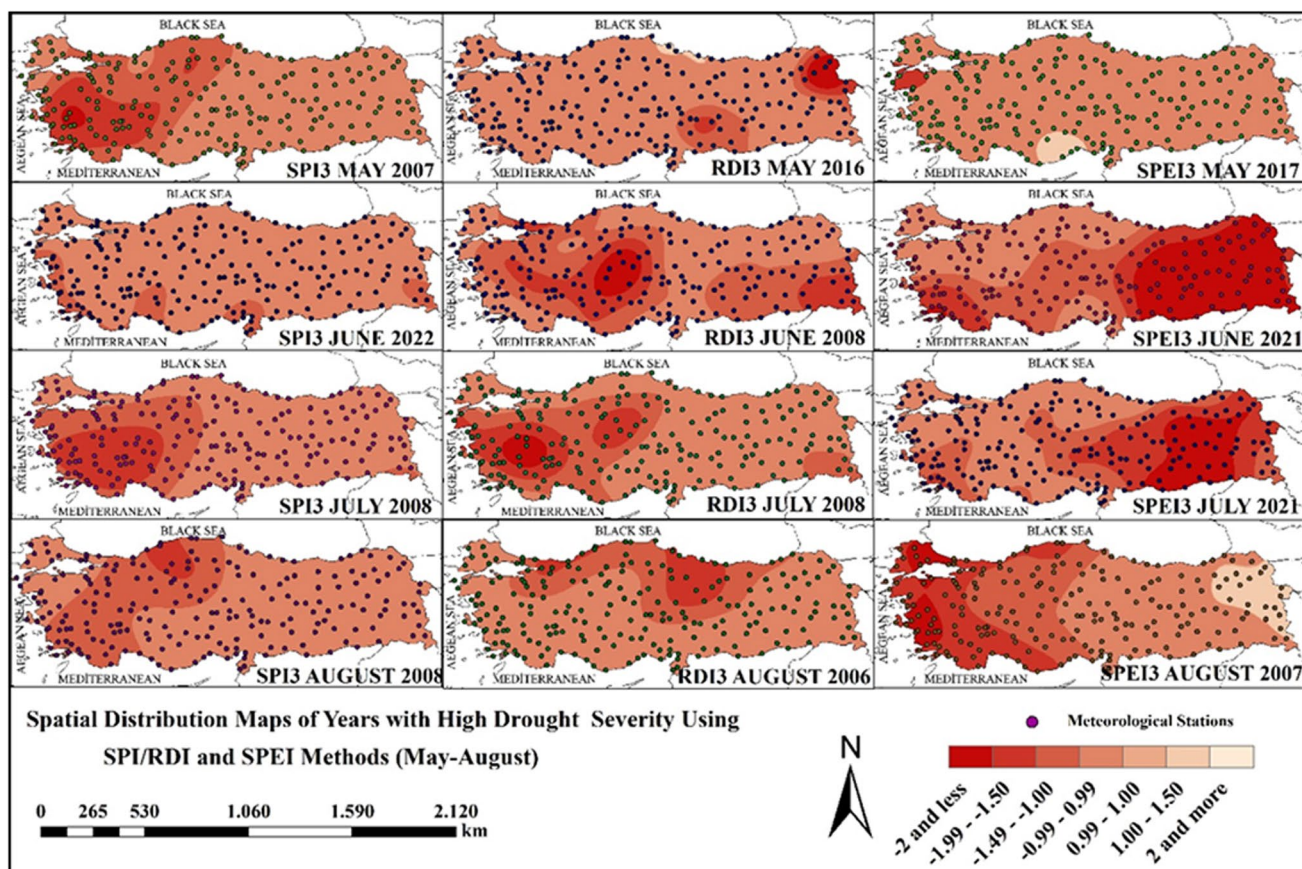 BLACK SEA
AEGEAN SEA
MEDITERRANEAN
SPI3 MAY 2007
BLACK SEA
AEGEAN SEA
MEDITERRANEAN
RDI3 MAY 2016
BLACK SEA
AEGEAN SEA
MEDITERRANEAN
SPEI3 MAY 2017
BLACK SEA
AEGEAN SEA
MEDITERRANEAN
SPI3 JUNE 2022
BLACK SEA
AEGEAN SEA
MEDITERRANEAN
RDI3 JUNE 2008
BLACK SEA
AEGEAN SEA
MEDITERRANEAN
SPEI3 JUNE 2021
BLACK SEA
AEGEAN SEA
MEDITERRANEAN
SPI3 JULY 2008
BLACK SEA
AEGEAN SEA
MEDITERRANEAN
RDI3 JULY 2008
BLACK SEA
AEGEAN SEA
MEDITERRANEAN
SPEI3 JULY 2021
BLACK SEA
AEGEAN SEA
MEDITERRANEAN
SPI3 AUGUST 2008
BLACK SEA
AEGEAN SEA
MEDITERRANEAN
RDI3 AUGUST 2006
BLACK SEA
AEGEAN SEA
MEDITERRANEAN
SPEI3 AUGUST 2007
Spatial Distribution Maps of Years with High Drought Severity Using
SPI/RDI and SPEI Methods (May-August)
0 265 530 1.060 1.590 2.120
km
N
Meteorological Stations
-2 and less
-1.99 - -1.50
-1.49 - -1.00
-0.99 - 0.99
0.99 - 1.00
1.00 - 1.50
2 and more